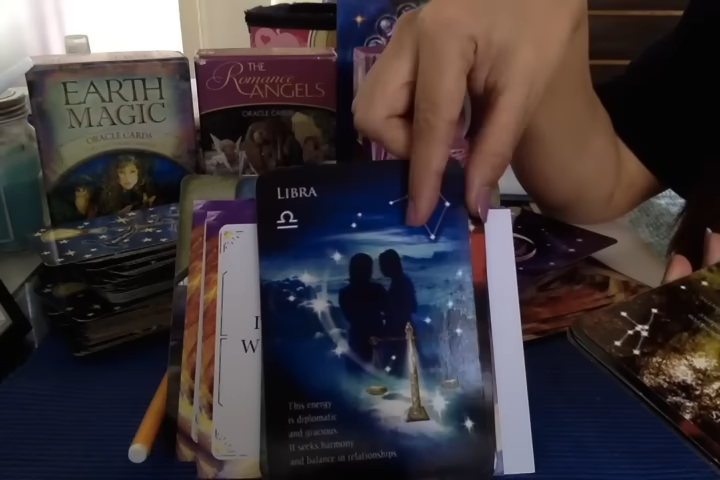 EARTH
MAGIC
ORACLE CARDS
THE
Romance
ANGELS
ORACLE CARDS
LIBRA
♎
I
W
This energy
is diplomatic
and gracious.
It seeks harmony
and balance in relationships.